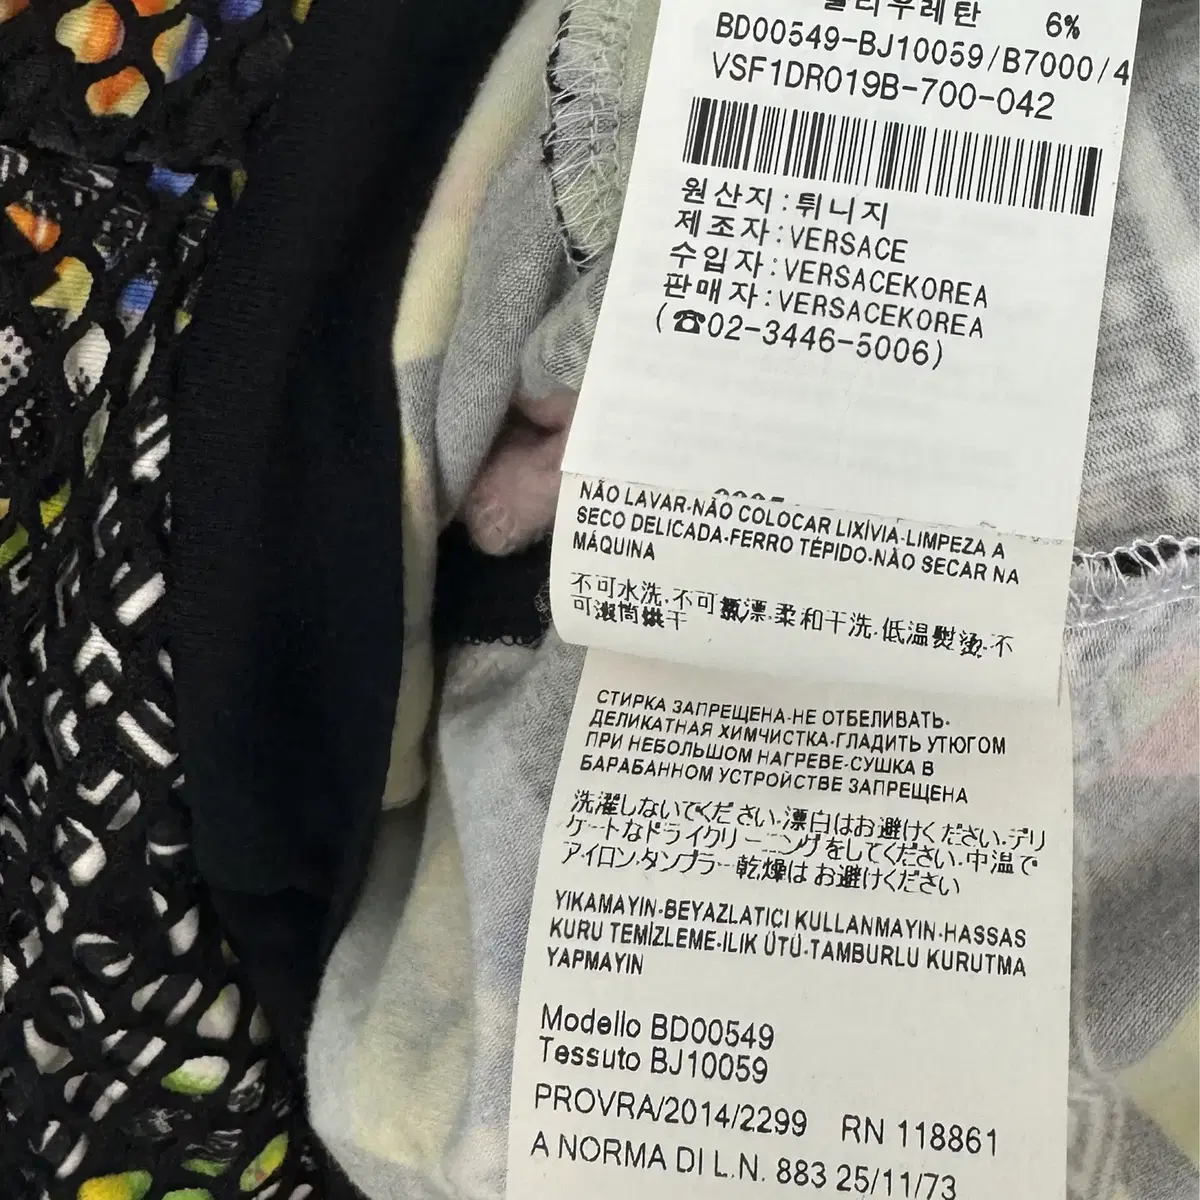 폴리우레탄 6%
BD00549-BJ10059/B7000/4
VSF1DR019B-700-042
원산지:튀니지
제조자:VERSACE
수입자:VERSACEKOREA
판매자:VERSACEKOREA
(☎02-3446-5006)
NÃO LAVAR-NÃO COLOCAR LIXÍVIA-LIMPEZA A
SECO DELICADA-FERRO TÉPIDO-NÃO SECAR NA
MÁQUINA
不可水洗.不可氯漂.柔和干洗.低温熨烫.不
可滚筒烘干
СТИРКА ЗАПРЕЩЕНА-НЕ ОТБЕЛИВАТЬ-
ДЕЛИКАТНАЯ ХИМЧИСТКА-ГЛАДИТЬ УТЮГОМ
ПРИ НЕБОЛЬШОМ НАГРЕВЕ-СУШКА В
БАРАБАННОМ УСТРОЙСТВЕ ЗАПРЕЩЕНА
洗濯しないでください.漂白はお避けください.デリ
ケートなドライクリーニングをしてください.中温で
アイロン.タンブラー乾燥はお避けください
YIKAMAYIN-BEYAZLATICI KULLANMAYIN-HASSAS
KURU TEMİZLEME-ILIK ÜTÜ-TAMBURLU KURUTMA
YAPMAYIN
Modello BD00549
Tessuto BJ10059
PROVRA/2014/2299 RN 118861
A NORMA DI L.N. 883 25/11/73